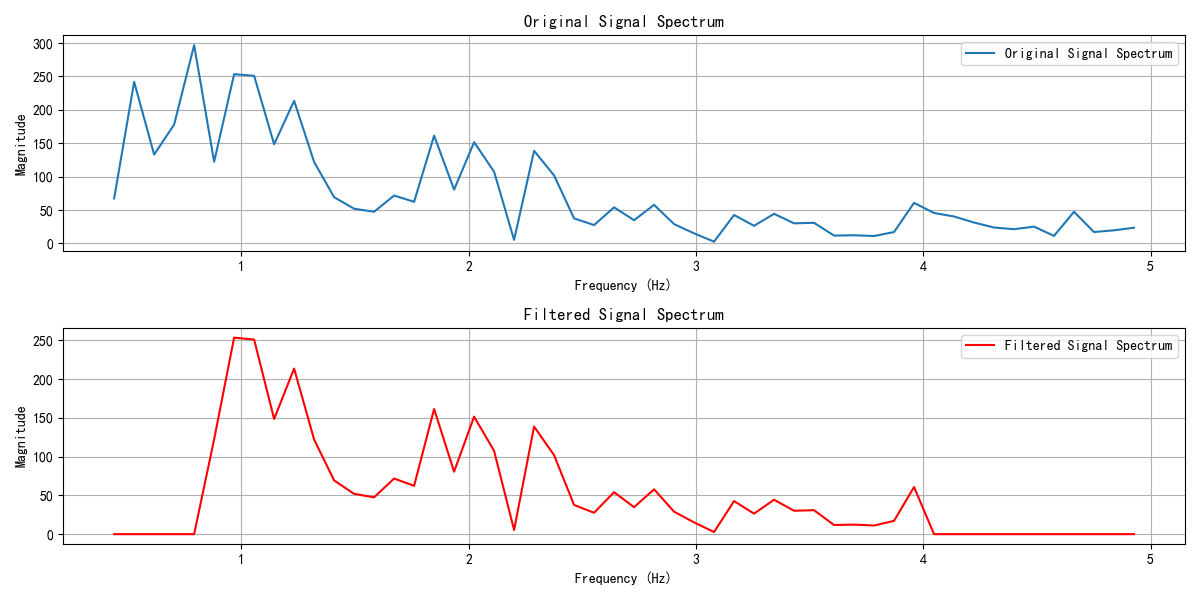 Original Signal Spectrum
300
250
200
150
100
50
0
Magnitude
Original Signal Spectrum
1 2 3 4 5
Frequency (Hz)
Filtered Signal Spectrum
250
200
150
100
50
0
Magnitude
Filtered Signal Spectrum
1 2 3 4 5
Frequency (Hz)